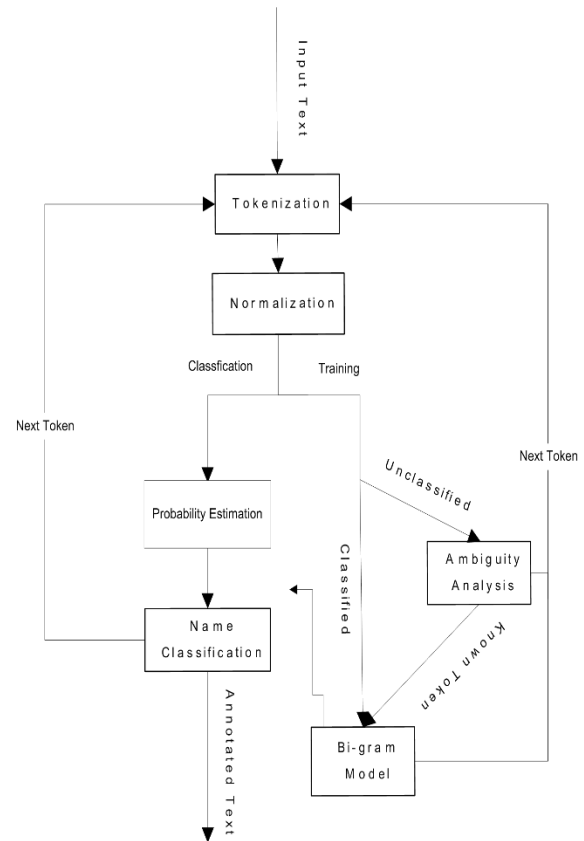 Input Text
Tokenization
Normalization
Classfication
Training
Next Token
Next Token
Unclassified
Probability Estimation
Classified
Ambiguity
Analysis
Name
Classification
Known Token
Annotated Text
Bi-gram
Model